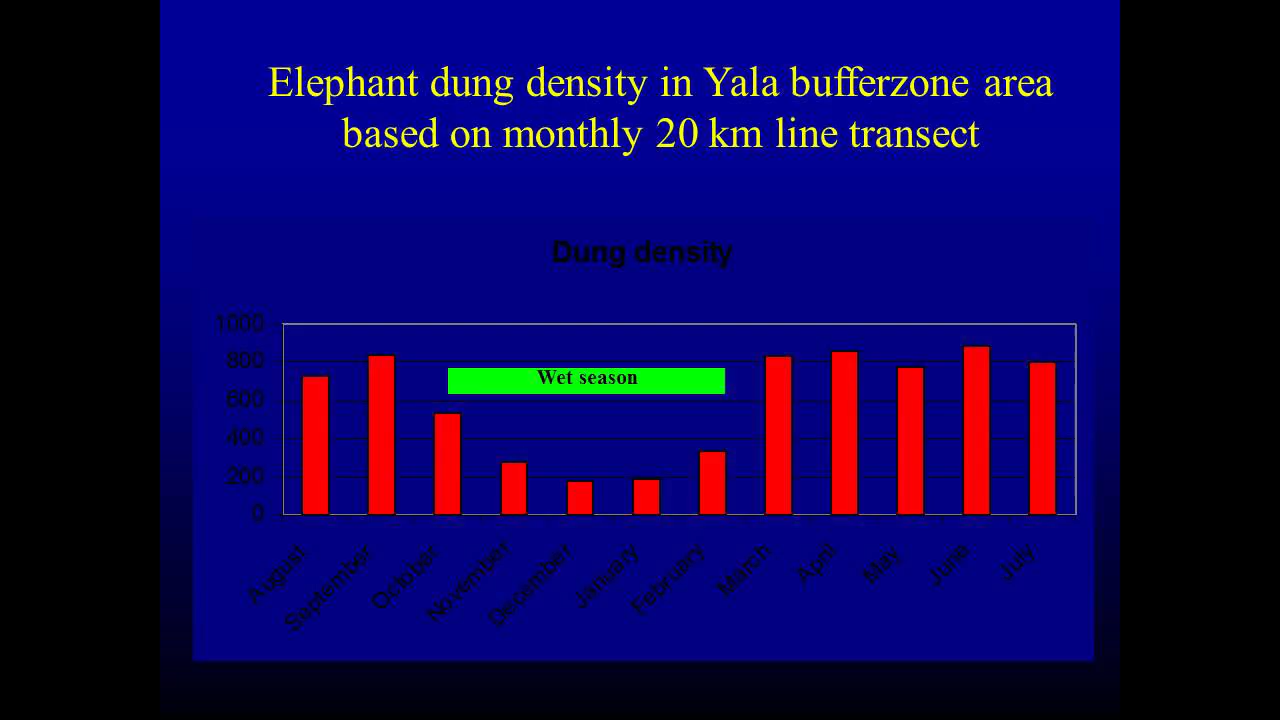 Elephant dung density in Yala bufferzone area
based on monthly 20 km line transect
Dung density
1000
800
600
400
200
0
Wet season
August
September
October
November
December
January
February
March
April
May
June
July